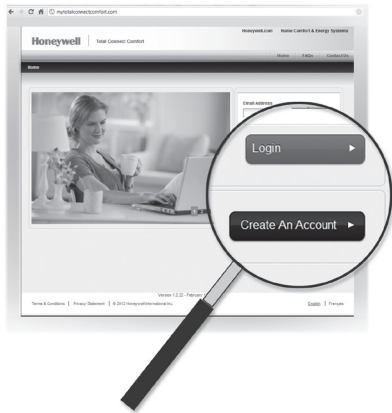 mytotalconnectcomfort.com
Honeywell.com Home Comfort & Energy Systems
Honeywell Total Connect Comfort
Home FAQs Contact Us
Home
Email Address
Login
Create An Account
Version 1.2.22 - February
Terms & Conditions | Privacy Statement | © 2012 Honeywell International Inc.
English | Français